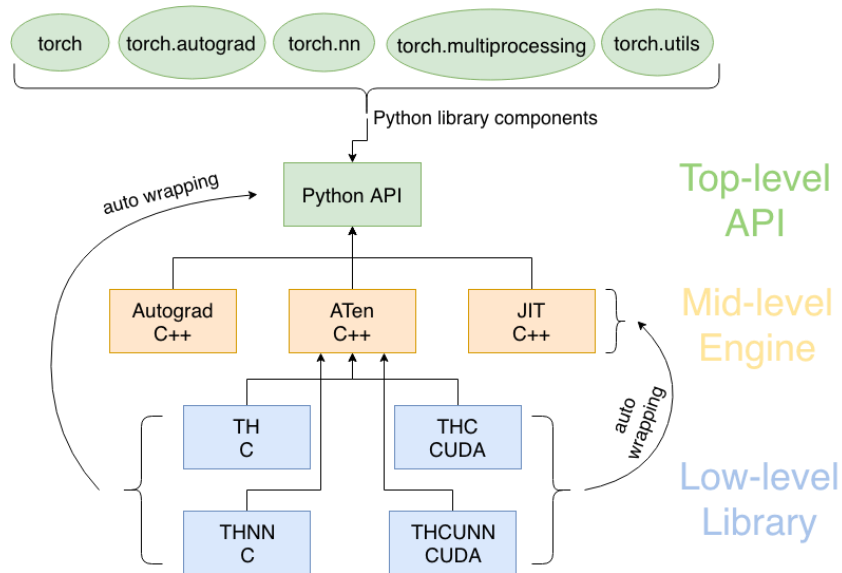 torch
torch.autograd
torch.nn
torch.multiprocessing
torch.utils
Python library components
auto wrapping
Python API
Top-level
API
Autograd
C++
ATen
C++
JIT
C++
Mid-level
Engine
auto
wrapping
TH
C
THC
CUDA
Low-level
Library
THNN
C
THCUNN
CUDA